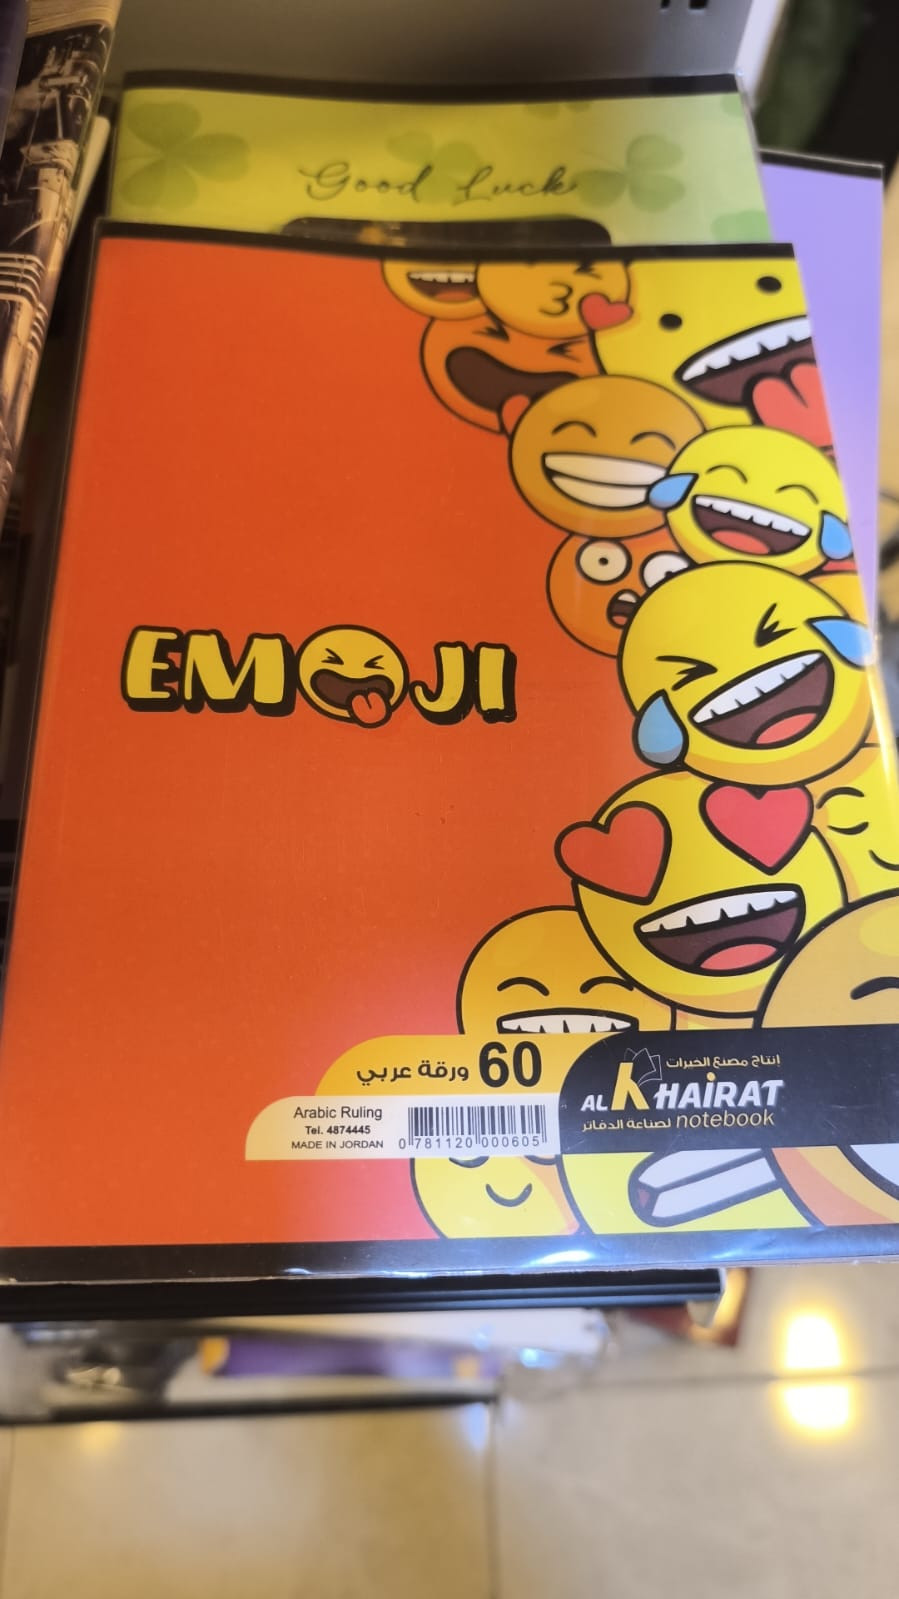 Good Luck
EMOJI
60 ورقة عربي
Arabic Ruling
Tel. 4874445
MADE IN JORDAN
0 781120 000605
إنتاج مصنع الخيرات
AL KHAIRAT
لصناعة الدفاتر notebook